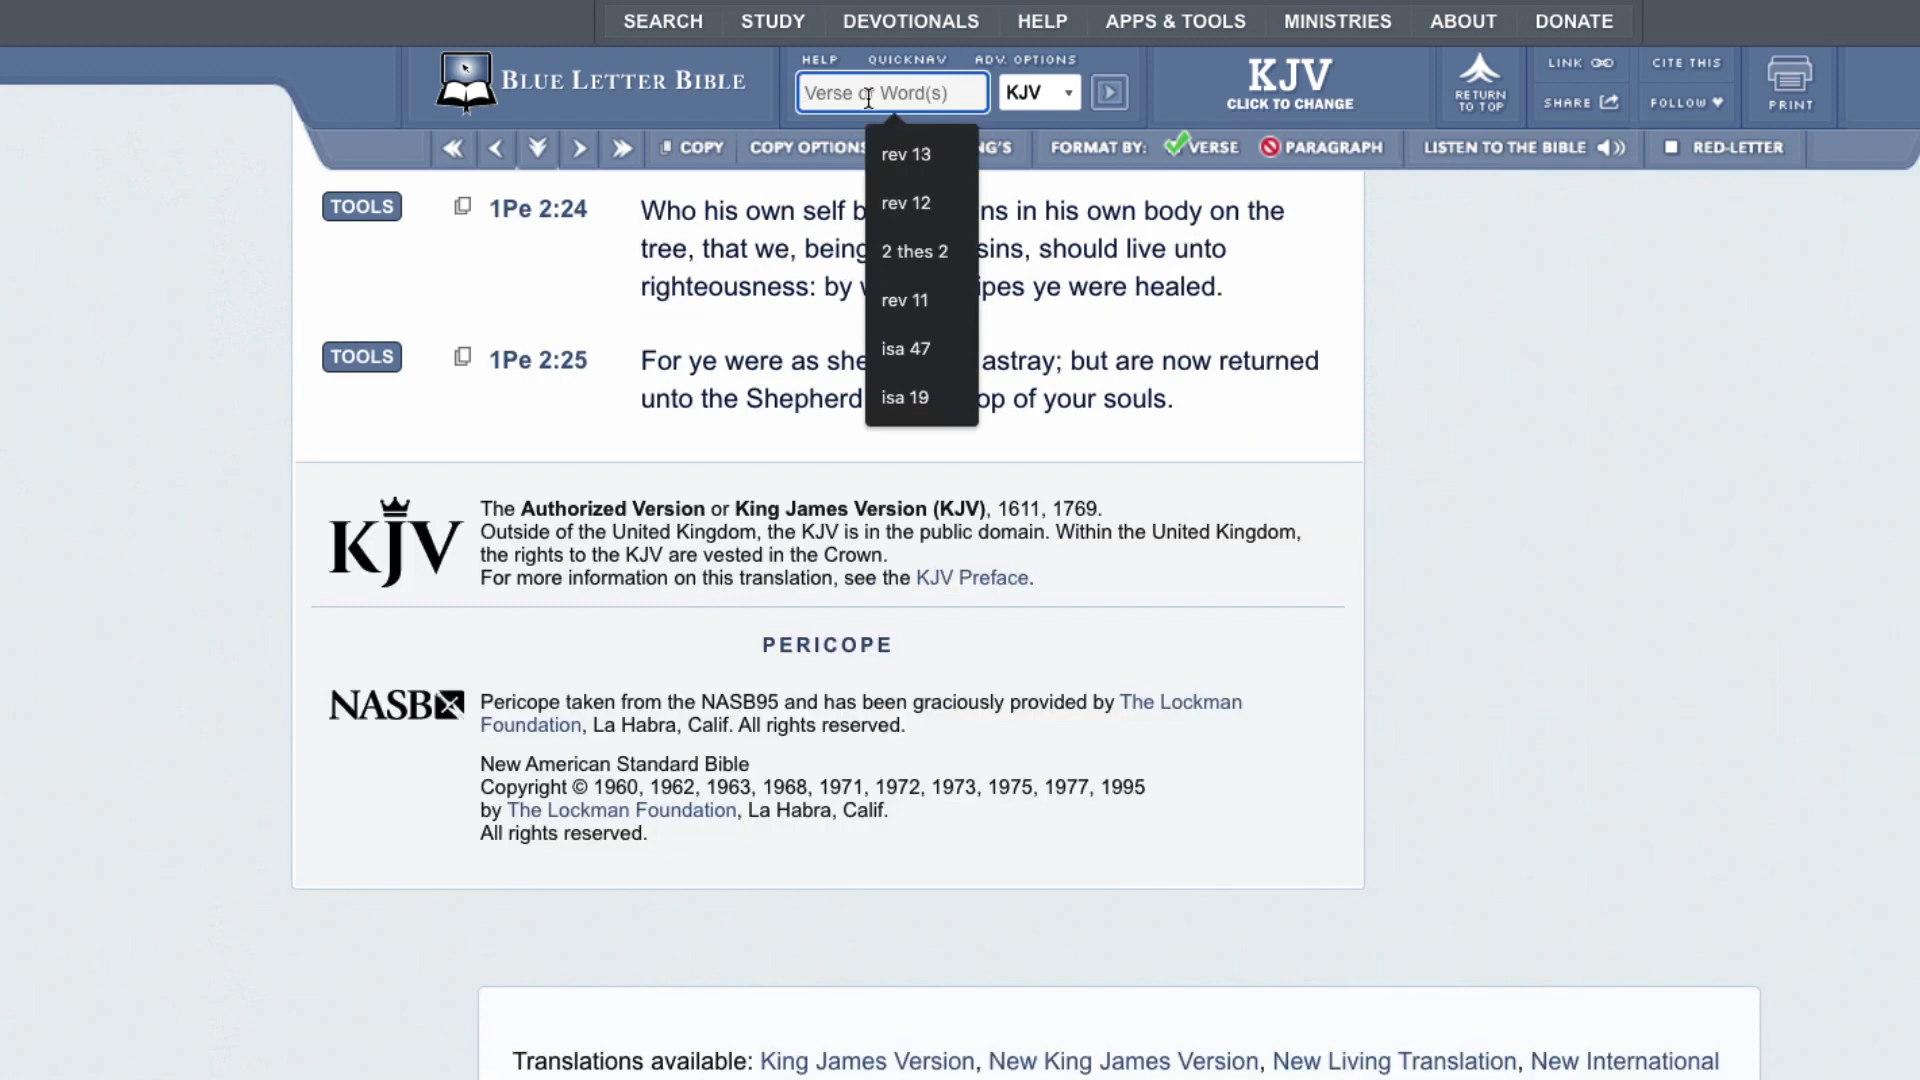 SEARCH STUDY DEVOTIONALS HELP APPS & TOOLS MINISTRIES ABOUT DONATE
BLUE LETTER BIBLE
HELP QUICKNAV ADV. OPTIONS
Verse or Word(s) KJV
KJV
CLICK TO CHANGE
RETURN
TO TOP
LINK
SHARE
CITE THIS
FOLLOW
PRINT
COPY COPY OPTIONS NG'S FORMAT BY: VERSE PARAGRAPH LISTEN TO THE BIBLE RED-LETTER
rev 13
rev 12
2 thes 2
rev 11
isa 47
isa 19
TOOLS 1Pe 2:24 Who his own self b ns in his own body on the
tree, that we, being sins, should live unto
righteousness: by ipes ye were healed.
TOOLS 1Pe 2:25 For ye were as she astray; but are now returned
unto the Shepherd op of your souls.
KJV
The Authorized Version or King James Version (KJV), 1611, 1769.
Outside of the United Kingdom, the KJV is in the public domain. Within the United Kingdom,
the rights to the KJV are vested in the Crown.
For more information on this translation, see the KJV Preface.
PERICOPE
NASB
Pericope taken from the NASB95 and has been graciously provided by The Lockman
Foundation, La Habra, Calif. All rights reserved.
New American Standard Bible
Copyright © 1960, 1962, 1963, 1968, 1971, 1972, 1973, 1975, 1977, 1995
by The Lockman Foundation, La Habra, Calif.
All rights reserved.
Translations available: King James Version, New King James Version, New Living Translation, New International